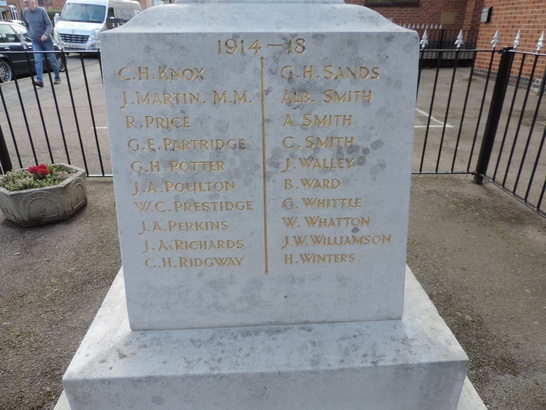 1914-18
C.H. KNOX
J. MARTIN. M.M.
R. PRICE
G.E. PARTRIDGE
G.H. POTTER
J.A. POULTON
W.C. PRESTIDGE
J.A. PERKINS
J.A. RICHARDS
C.H. RIDGWAY
G.H. SANDS
ALB. SMITH
A. SMITH
C. SMITH
J. WALLEY
B. WARD
G. WHITTLE
W. WHATTON
J.W. WILLIAMSON
H. WINTERS.